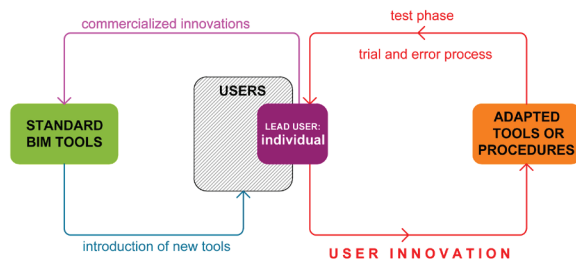 commercialized innovations
test phase
trial and error process
USERS
STANDARD
BIM TOOLS
LEAD USER:
individual
ADAPTED
TOOLS OR
PROCEDURES
introduction of new tools
USER INNOVATION